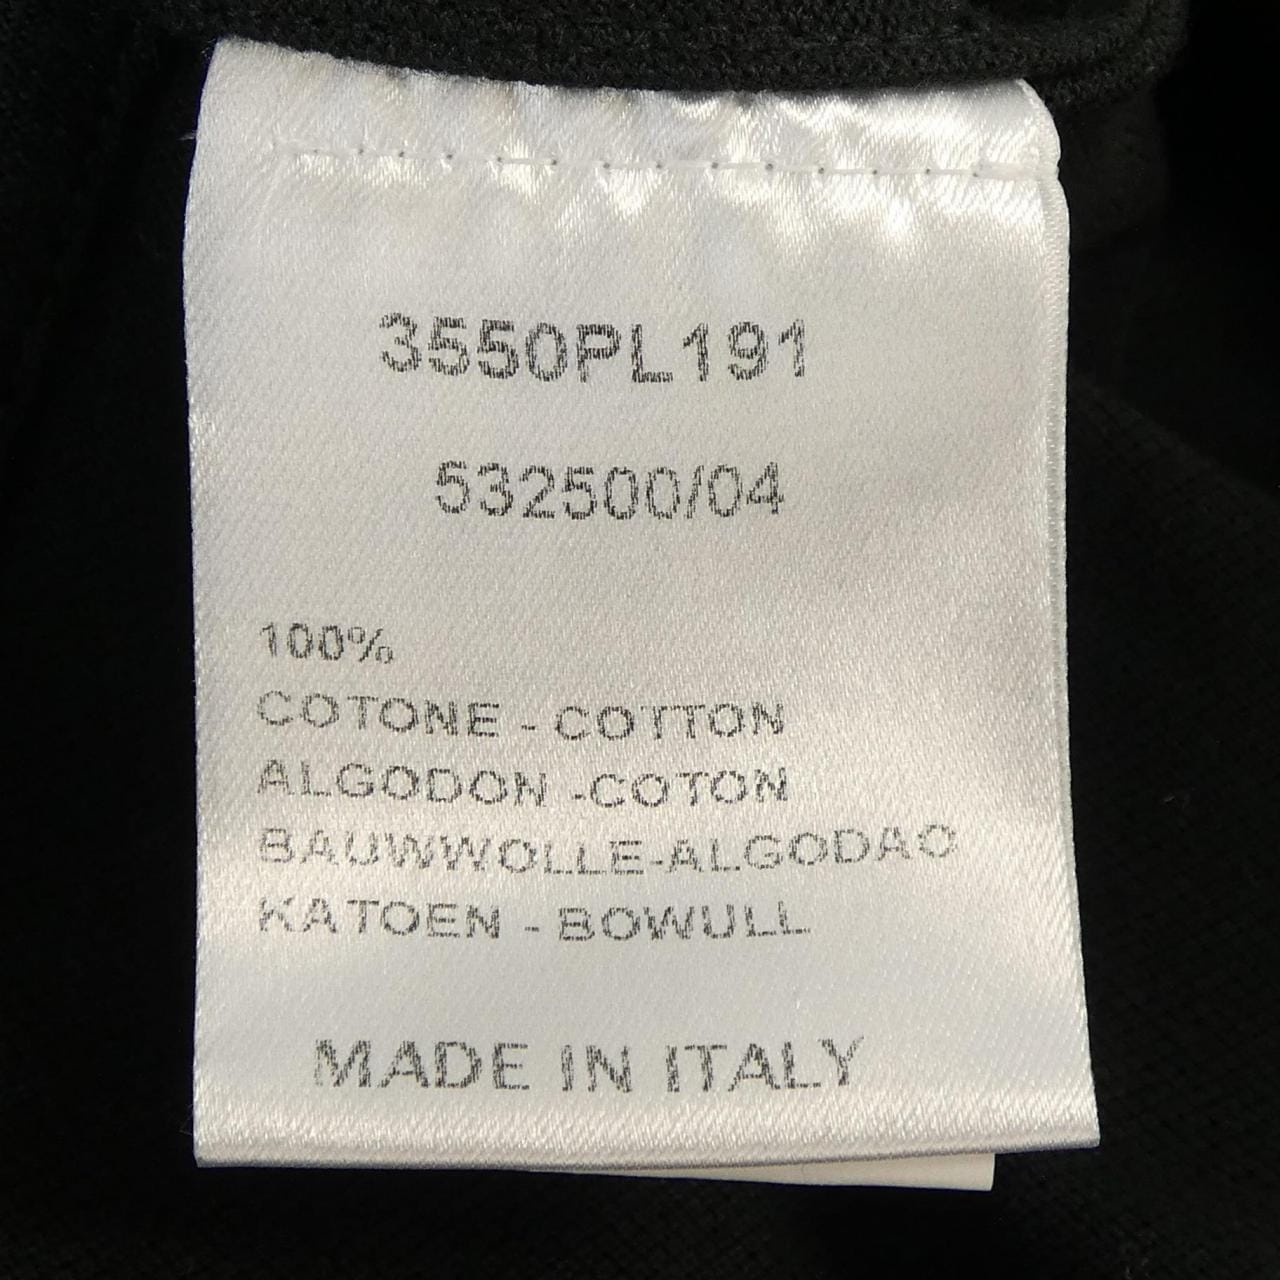 3550PL191
532500/04
100%
COTONE - COTTON
ALGODON -COTON
BAUWWOLLE-ALGODAO
KATOEN - BOWULL
MADE IN ITALY